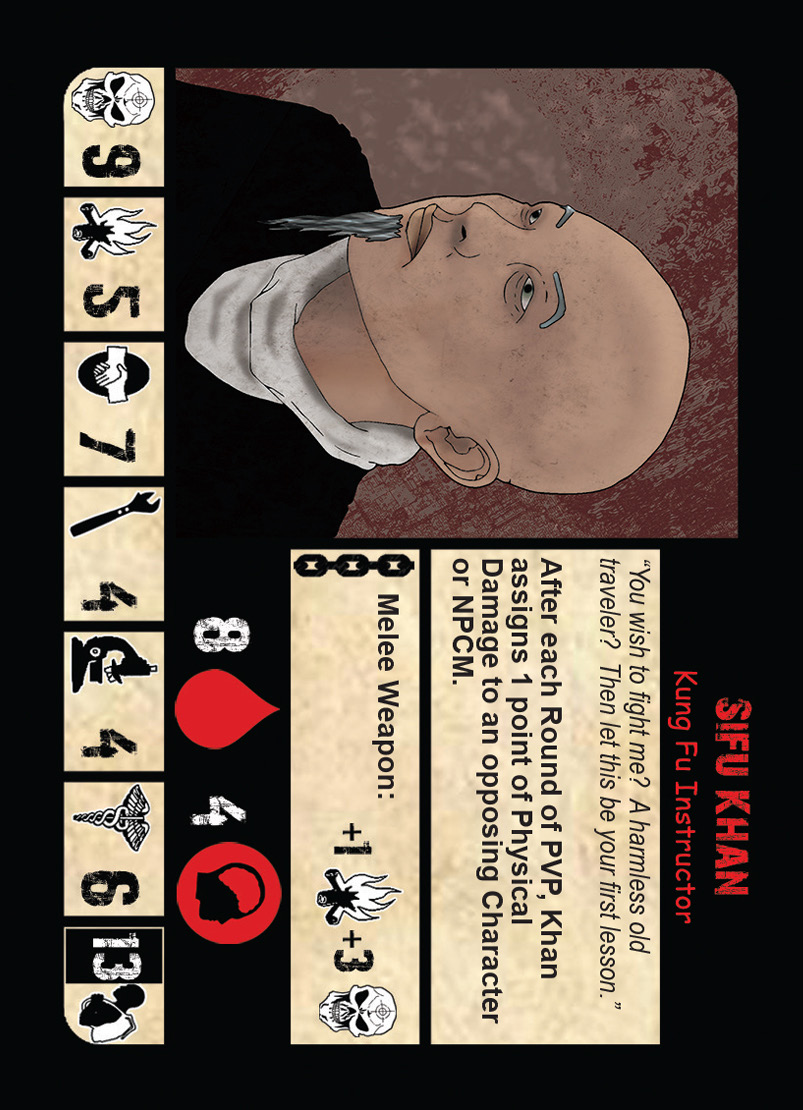 SIFU KHAN
Kung Fu Instructor
“You wish to fight me?  A harmless old
traveler?  Then let this be your first lesson.”
After each Round of PVP, Khan
assigns 1 point of Physical
Damage to an opposing Character
or NPCM.
Melee Weapon: +1 +3
8 4
9 5 7 4 4 6 13